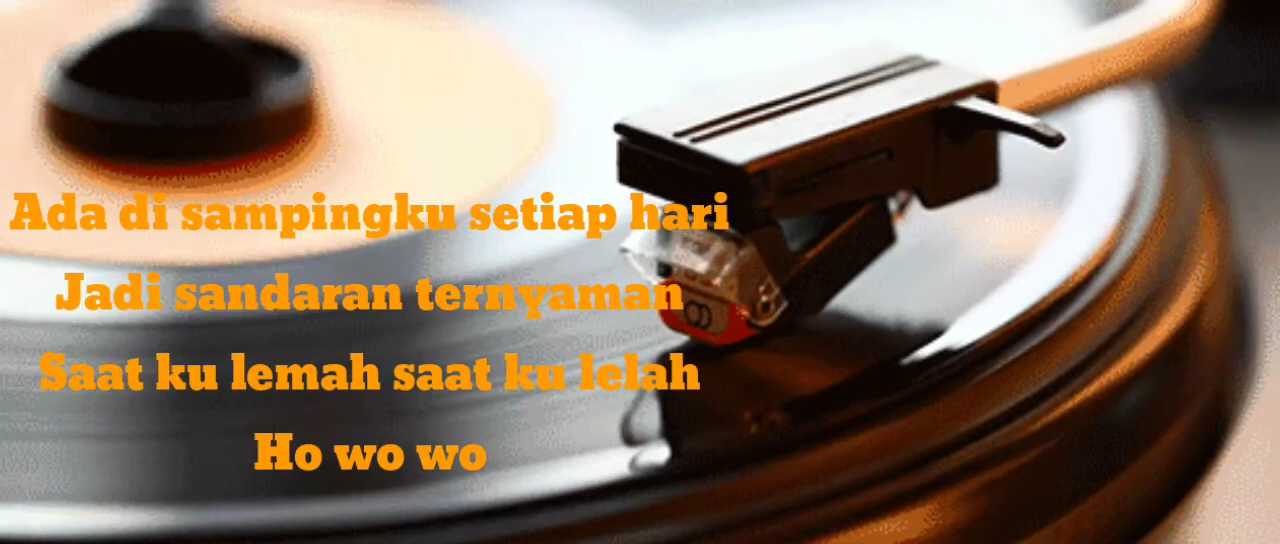 Ada di sampingku setiap hari
Jadi sandaran ternyaman
Saat ku lemah saat ku lelah
Ho wo wo